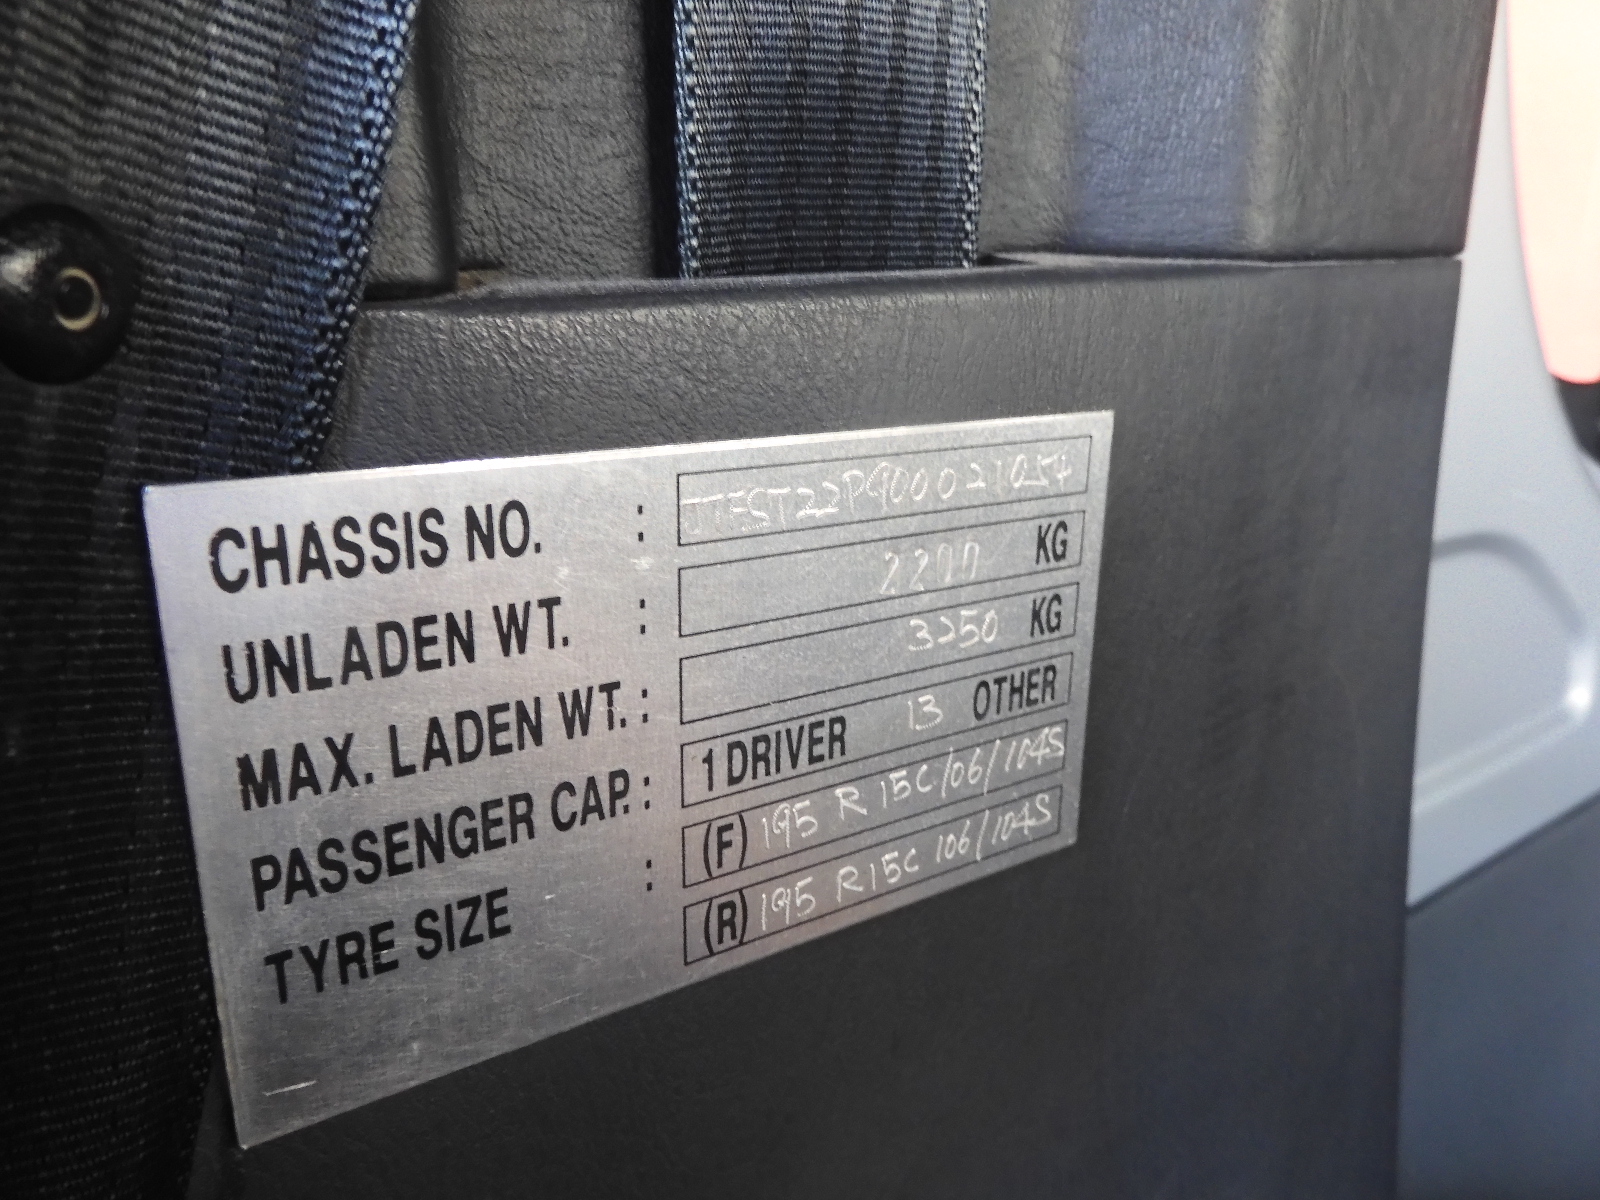 CHASSIS NO. : JTFST22P900021054
UNLADEN WT. : KG
MAX. LADEN WT. : 3250 KG
PASSENGER CAP. : 1 DRIVER 13 OTHER
TYRE SIZE : (F) 195 R 15C/06/104S
(R) 195 R15C 106/104S